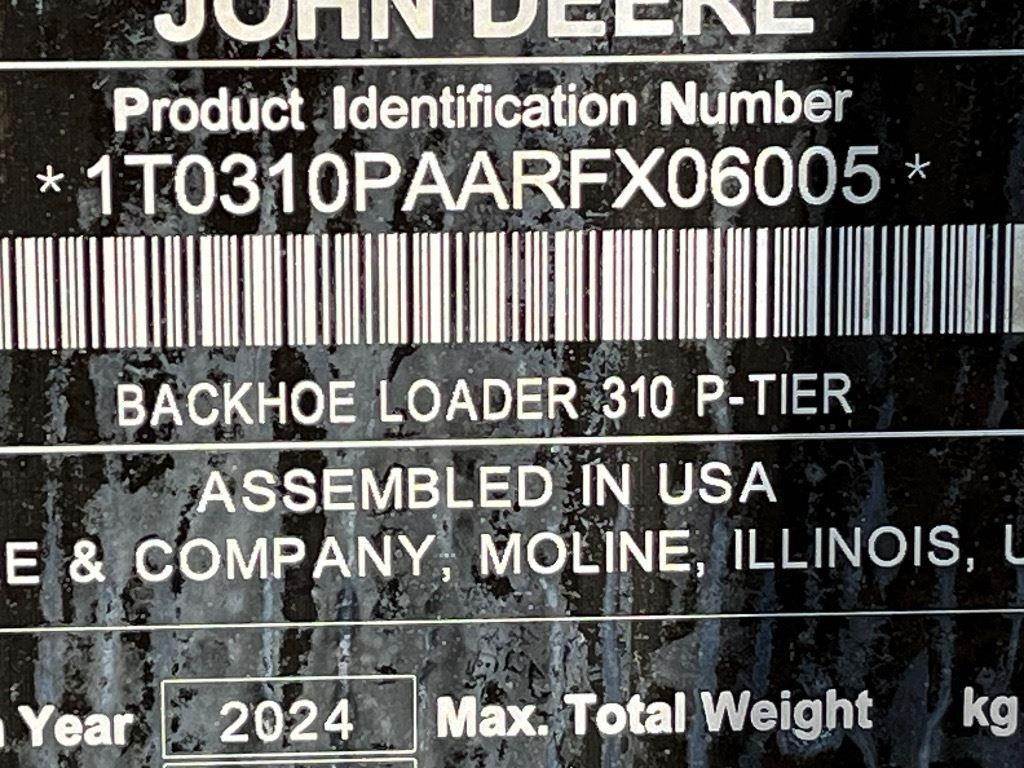 JOHN DEERE
Product Identification Number
*1T0310PAARFX06005*
BACKHOE LOADER 310 P-TIER
ASSEMBLED IN USA
& COMPANY, MOLINE, ILLINOIS,
Year 2024 Max. Total Weight kg